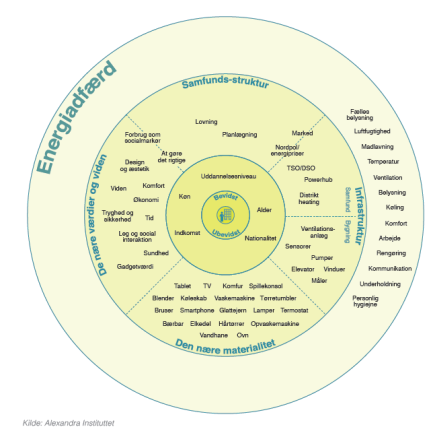 Energiadfærd
Samfunds-struktur
Lovning
Planlægning
Marked
Nordpol/
energipriser
Forbrug som
socialmarkør
At gøre
det rigtige
Design
og æstetik
Viden
Komfort
Økonomi
Tryghed og
sikkerhed
Tid
Leg og social
interaktion
Sundhed
Gadgetværdi
De nære værdier og viden
Uddannelsesniveau
Køn
Alder
Indkomst
Nationalitet
Bevidst
Ubevidst
TSO/DSO
Powerhub
Distrikt
heating
Infrastruktur
Samfund
Bygning
Ventilations-
anlæg
Sensorer
Pumper
Elevator
Vinduer
Måler
Tablet
TV
Komfur
Spillekonsol
Blender
Køleskab
Vaskemaskine
Tørretumbler
Bruser
Smartphone
Glattejern
Lamper
Termostat
Bærbar
Elkedel
Hårtørrer
Opvaskemaskine
Vandhane
Ovn
Den nære materialitet
Fælles
belysning
Luftfugtighed
Madlavning
Temperatur
Ventilation
Belysning
Køling
Komfort
Arbejde
Rengøring
Kommunikation
Underholdning
Personlig
hygiejne
Kilde: Alexandra Instituttet